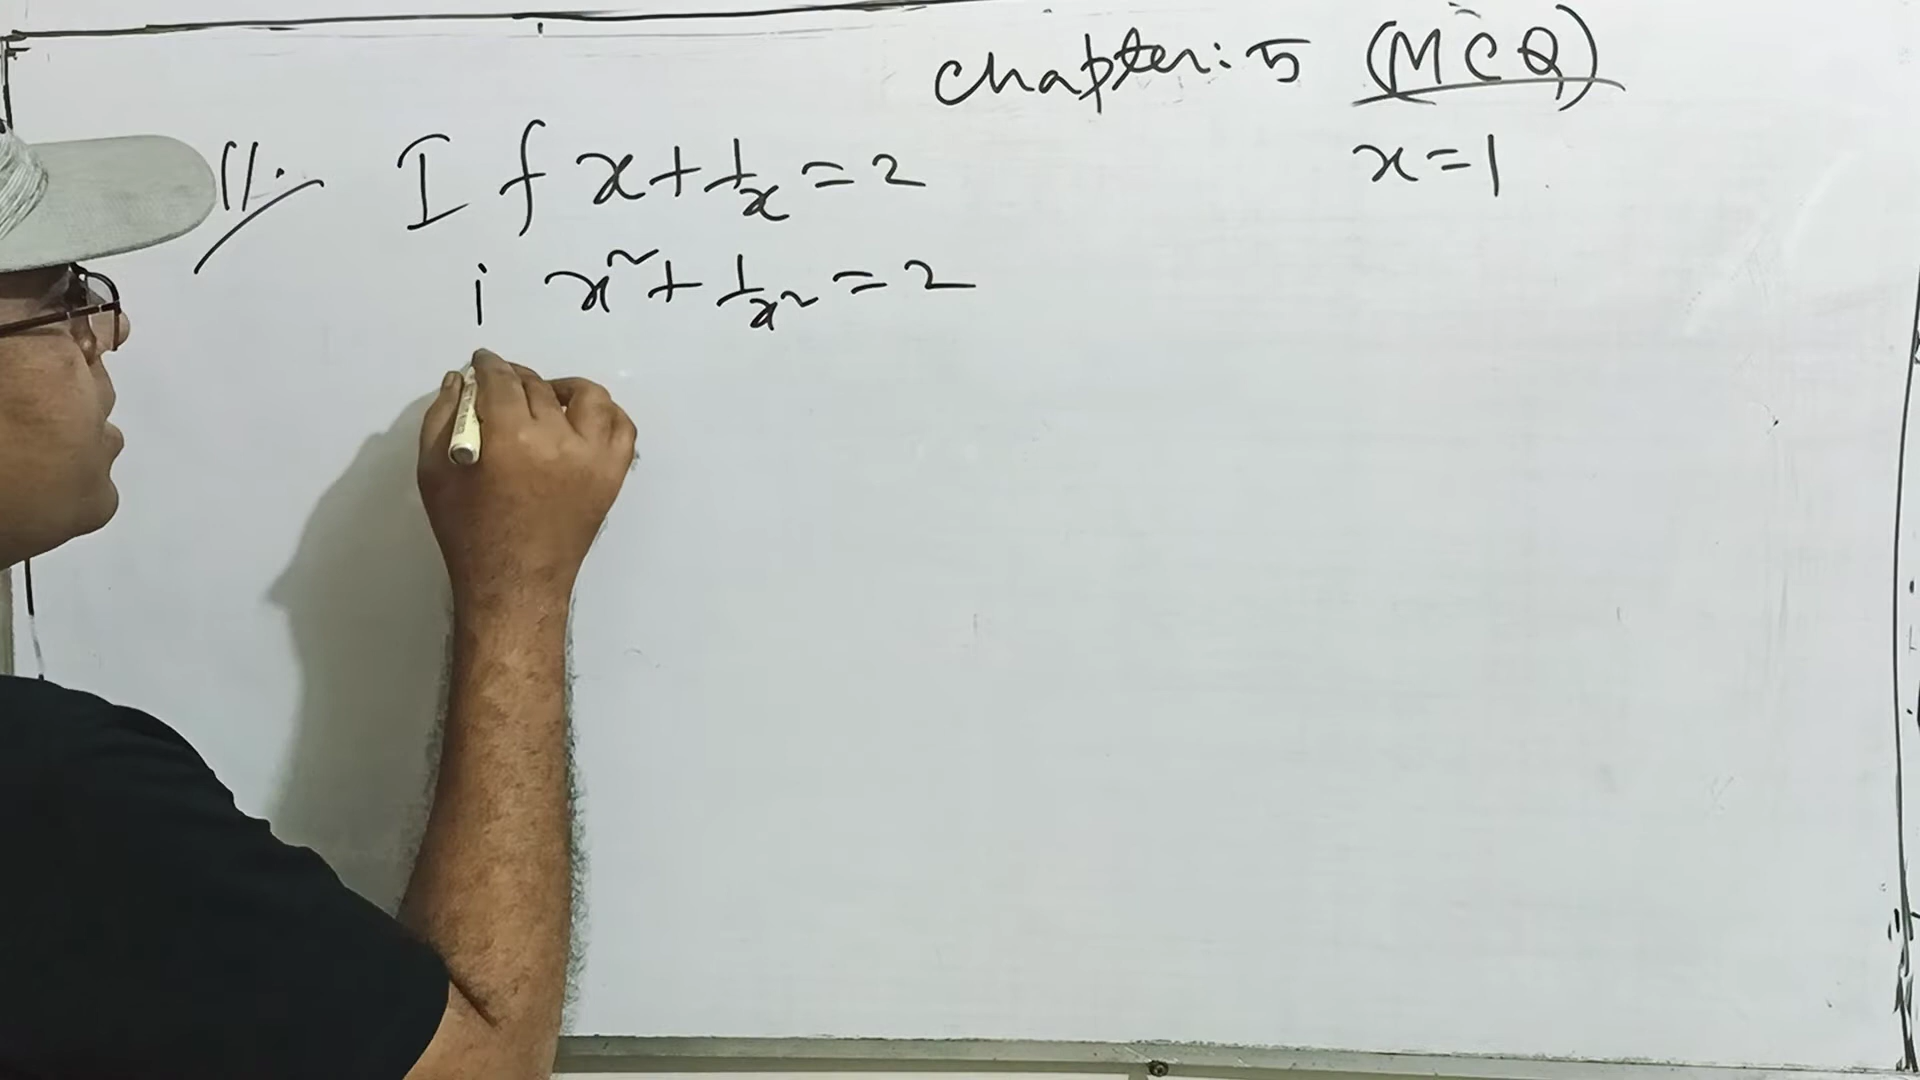 Chapter: 5 (MCQ)
11. If x + 1/x = 2
x = 1
i x² + 1/x² = 2